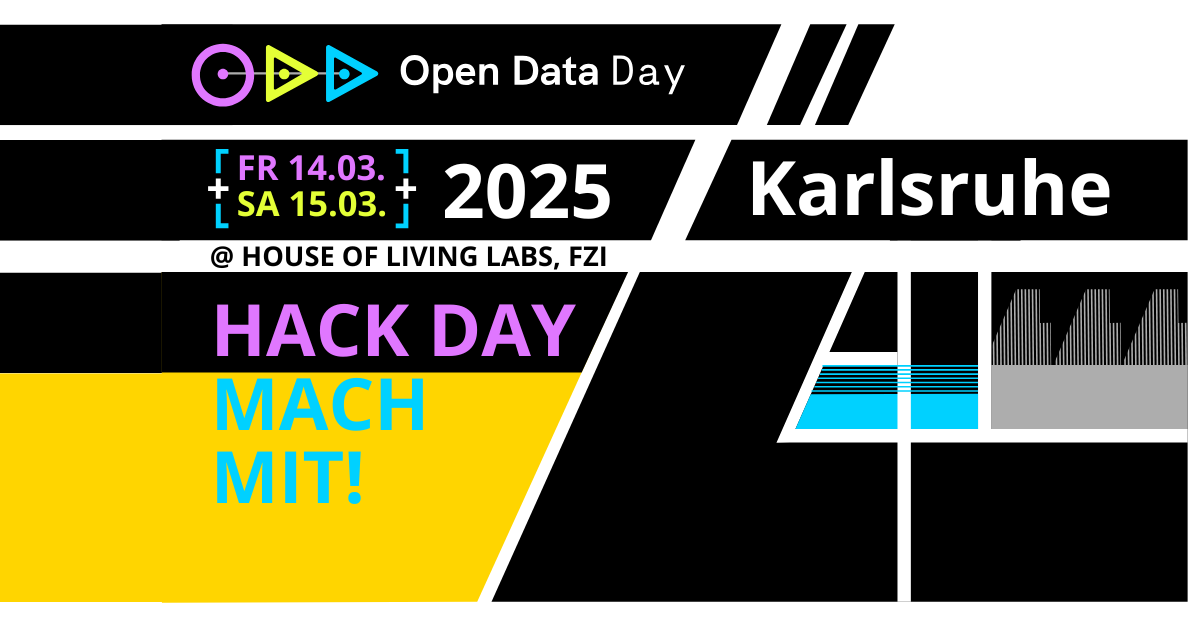 Open Data Day
FR 14.03.
SA 15.03.
2025
Karlsruhe
@ HOUSE OF LIVING LABS, FZI
HACK DAY
MACH
MIT!